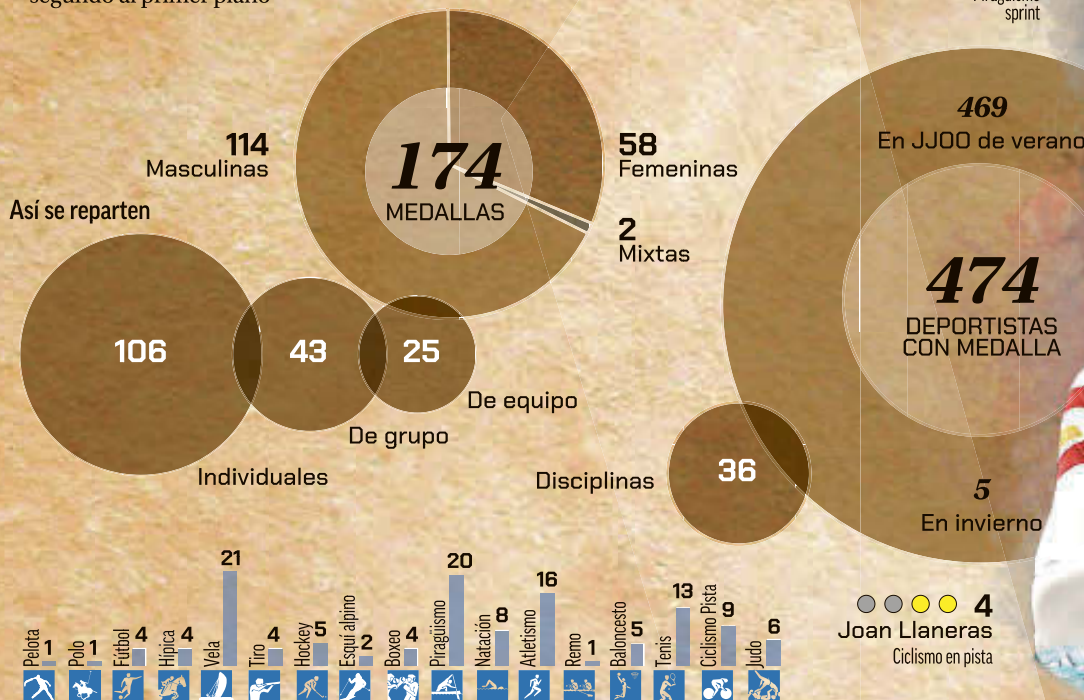 segundo al primer plano
sprint
174
MEDALLAS
114
Masculinas
58
Femeninas
2
Mixtas
Así se reparten
106
43
25
De equipo
De grupo
Individuales
469
En JJOO de verano
474
DEPORTISTAS
CON MEDALLA
5
En invierno
Disciplinas
36
Pelota 1
Polo 1
Fútbol 4
Hípica 4
Vela 21
Tiro 4
Hockey 5
Esquí alpino 2
Boxeo 4
Piragüismo 20
Natación 8
Atletismo 16
Remo 1
Baloncesto 5
Tenis 13
Ciclismo Pista 9
Judo 6
4
Joan Llaneras
Ciclismo en pista